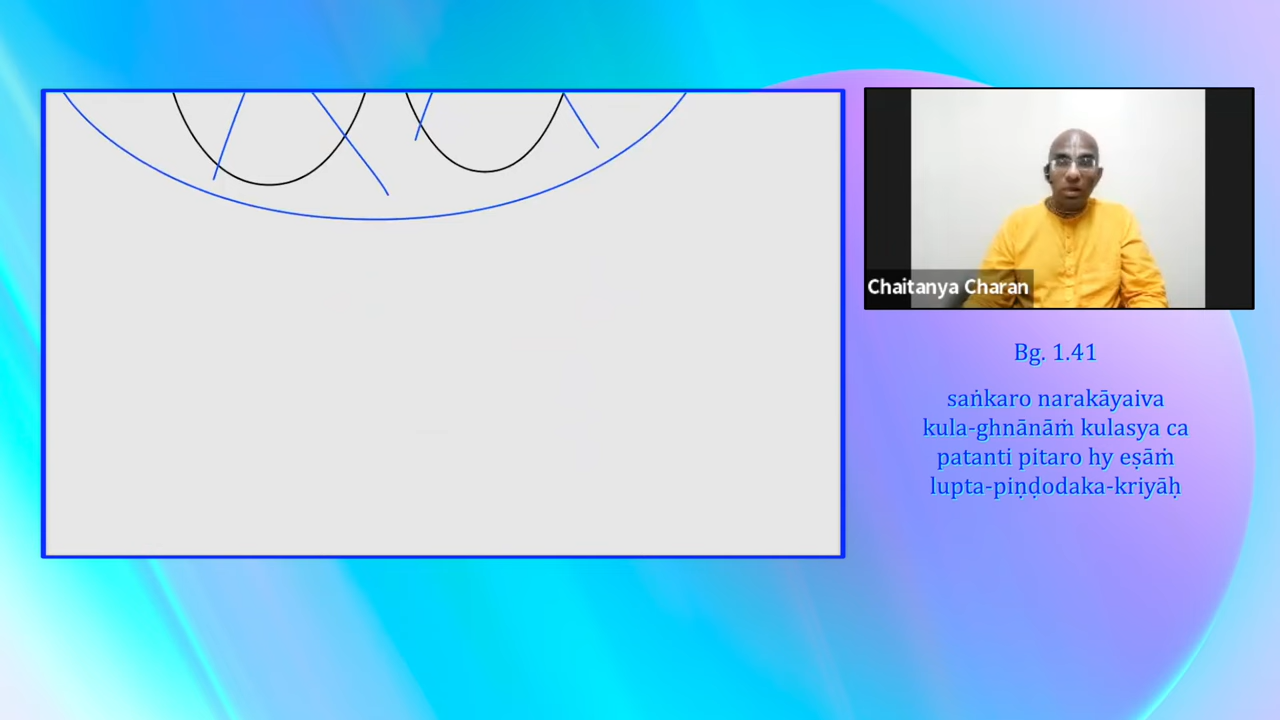 Chaitanya Charan
Bg. 1.41
saṅkaro narakāyaiva
kula-ghnānāṁ kulasya ca
patanti pitaro hy eṣāṁ
lupta-piṇḍodaka-kriyāḥ